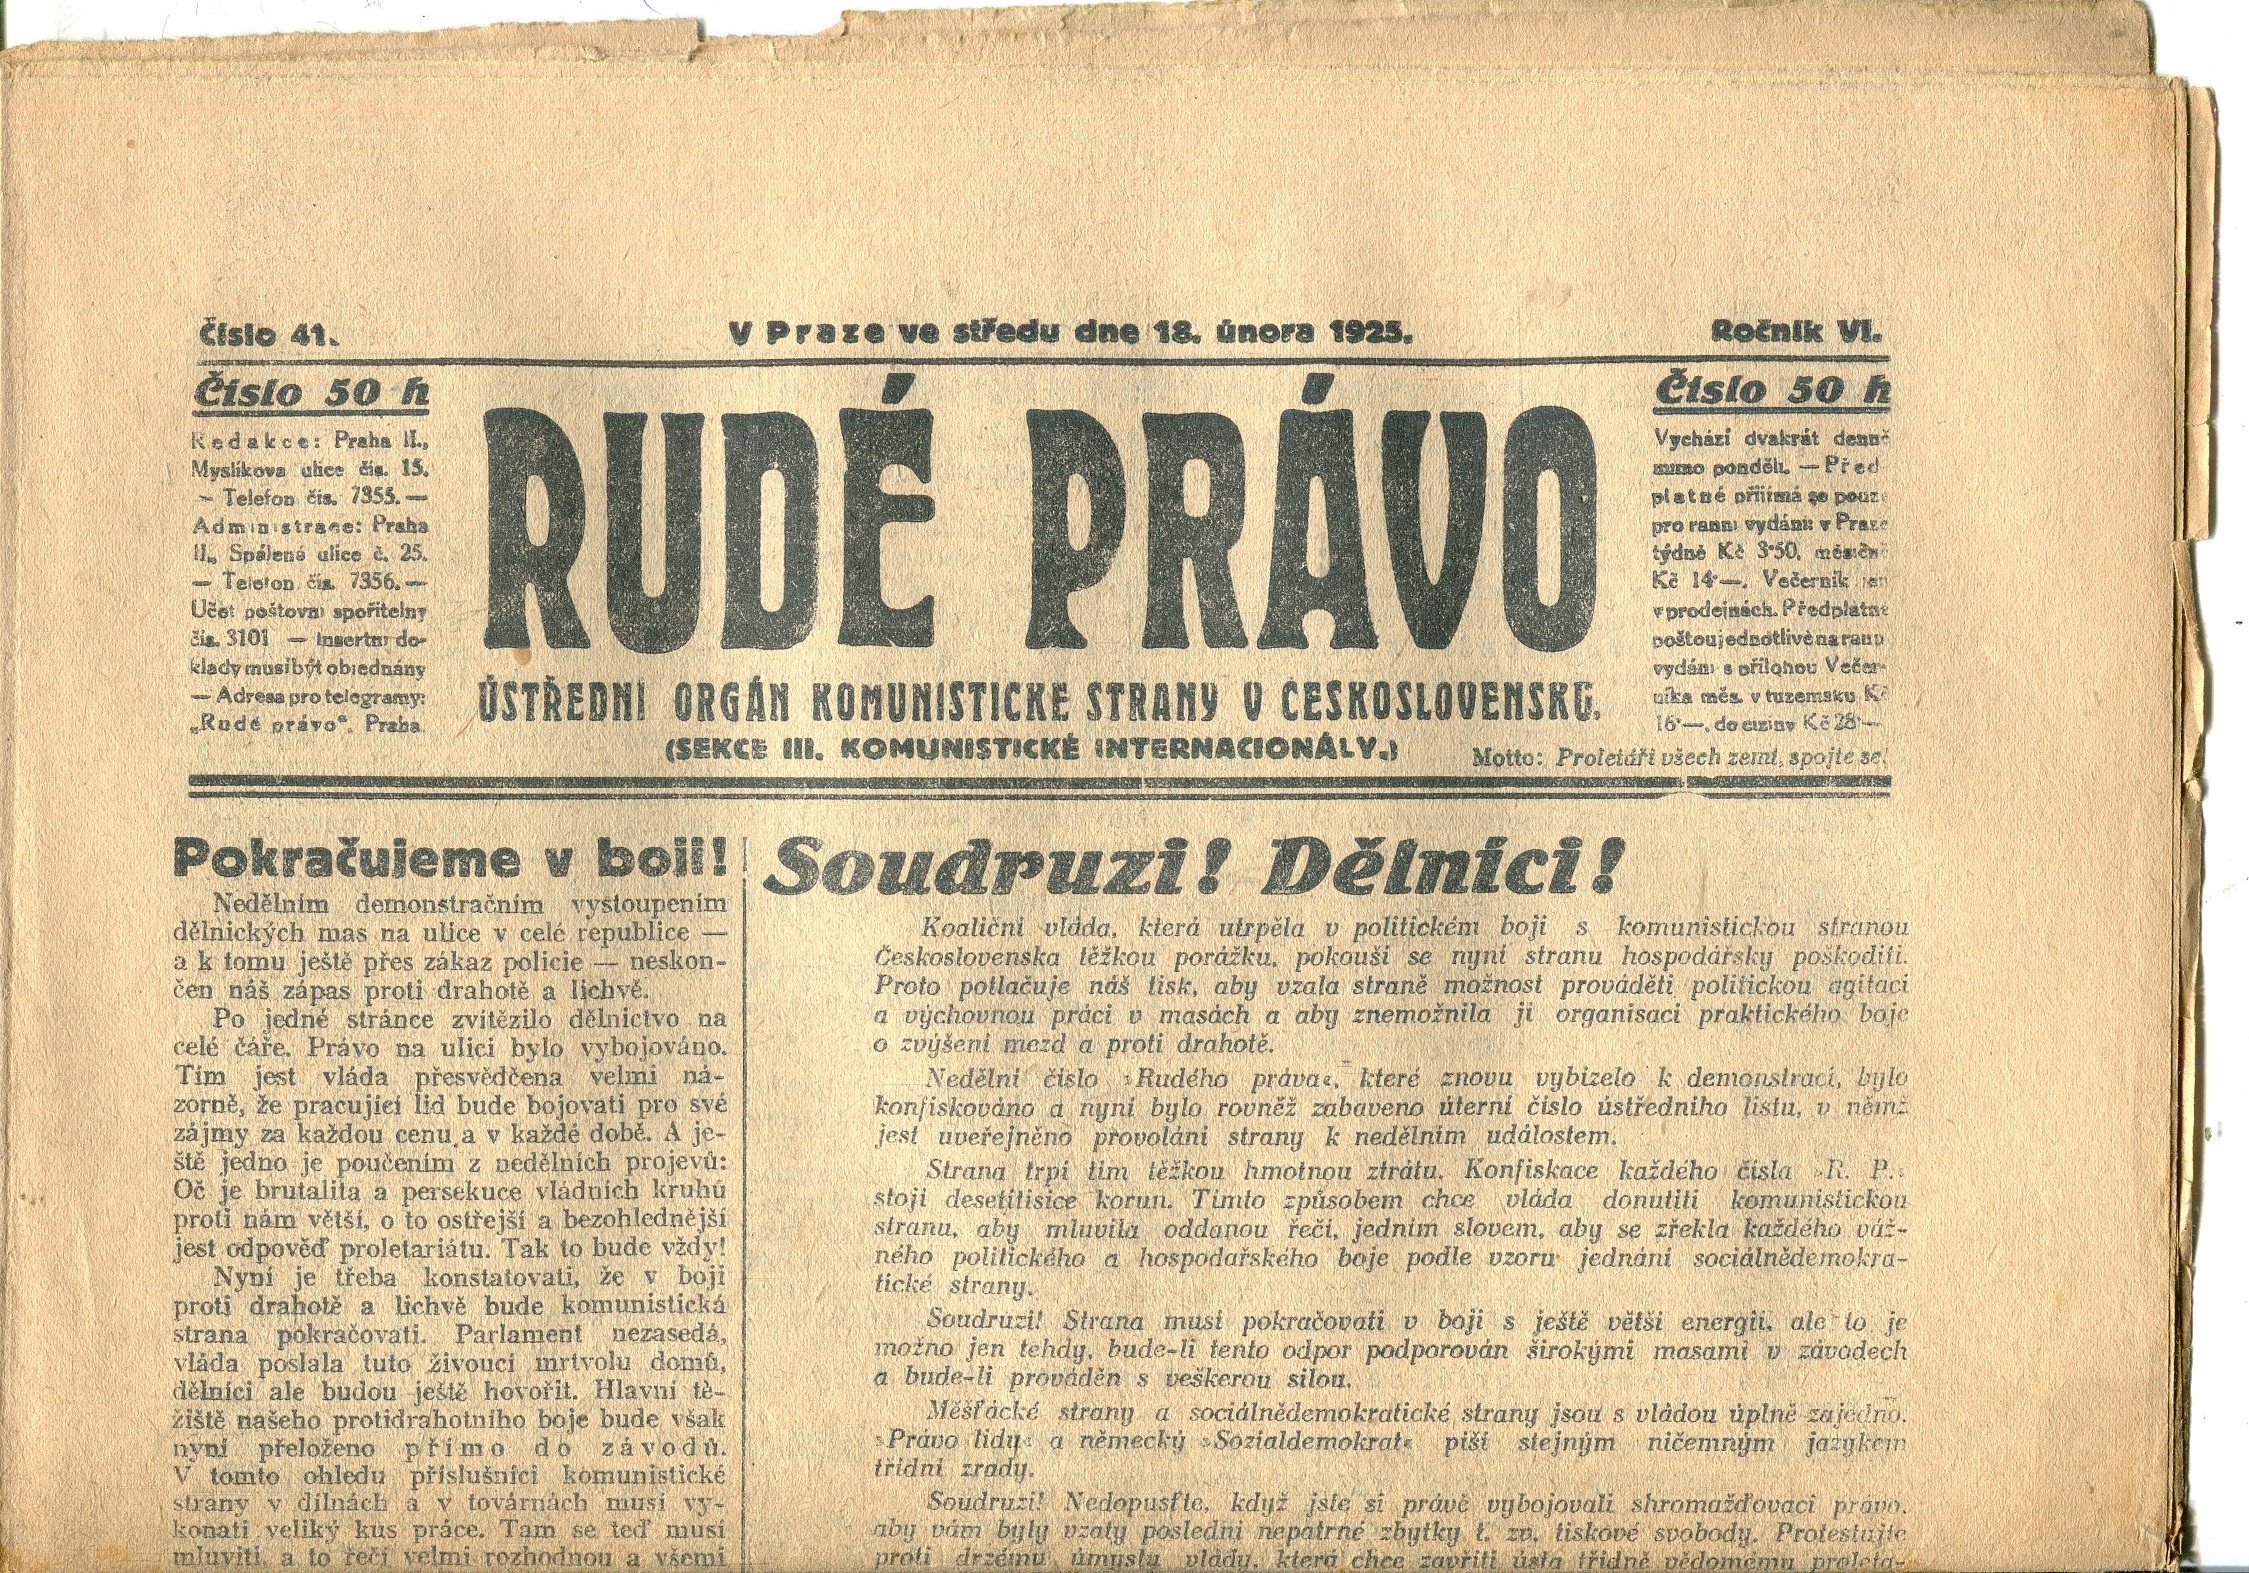 Číslo 41.
V Praze ve středu dne 18. února 1925.
Ročník VI.
Číslo 50 h
Redakce: Praha II.,
Myslíkova ulice čís. 15.
— Telefon čís. 7355. —
Administrace: Praha
II., Spálená ulice č. 25.
— Telefon čís. 7356. —
Účet poštovní spořitelny
čís. 3101 — Insertní do-
klady musí být objednány
— Adresa pro telegramy:
„Rudé právo“, Praha.
RUDÉ PRÁVO
ÚSTŘEDNÍ ORGÁN KOMUNISTICKÉ STRANY V ČESKOSLOVENSKU.
(SEKCE III. KOMUNISTICKÉ INTERNACIONÁLY.)
Číslo 50 h
Vychází dvakrát denně
mimo pondělí. — Před
platné přijímá se pouze
pro ranní vydání: v Praze
týdně Kč 3·50, měsíčně
Kč 14·—. Večerník jen
v prodejnách. Předplatné
poštou jednotlivě na ranní
vydání s přílohou Večer-
níka měs. v tuzemsku Kč
16·—, do ciziny Kč 28·—
Motto: Proletáři všech zemí, spojte se!
Pokračujeme v boji!
Nedělním demonstračním vystoupením
dělnických mas na ulice v celé republice —
a k tomu ještě přes zákaz policie — neskon-
čen náš zápas proti drahotě a lichvě.
Po jedné stránce zvítězilo dělnictvo na
celé čáře. Právo na ulici bylo vybojováno.
Tím jest vláda přesvědčena velmi ná-
zorně, že pracující lid bude bojovati pro své
zájmy za každou cenu a v každé době. A je-
ště jedno je poučením z nedělních projevů:
Oč je brutalita a persekuce vládních kruhů
proti nám větší, o to ostřejší a bezohlednější
jest odpověď proletariátu. Tak to bude vždy!
Nyní je třeba konstatovati, že v boji
proti drahotě a lichvě bude komunistická
strana pokračovati. Parlament nezasedá,
vláda poslala tuto živoucí mrtvolu domů,
dělníci ale budou ještě hovořit. Hlavní tě-
žiště našeho protidrahotního boje bude však
nyní přeloženo přímo do závodů.
V tomto ohledu příslušníci komunistické
strany v dílnách a v továrnách musí vy-
konati veliký kus práce. Tam se teď musí
mluviti, a to řečí velmi rozhodnou a všemi
Soudruzi! Dělníci!
Koaliční vláda, která utrpěla v politickém boji s komunistickou stranou
Československa těžkou porážku, pokouší se nyní stranu hospodářsky poškoditi.
Proto potlačuje náš tisk, aby vzala straně možnost prováděti politickou agitaci
a výchovnou práci v masách a aby znemožnila jí organisaci praktického boje
o zvýšení mezd a proti drahotě.
Nedělní číslo »Rudého práva«, které znovu vybízelo k demonstraci, bylo
konfiskováno a nyní bylo rovněž zabaveno úterní číslo ústředního listu, v němž
jest uveřejněno provolání strany k nedělním událostem.
Strana trpí tím těžkou hmotnou ztrátu. Konfiskace každého čísla »R. P.«
stojí desetitisíce korun. Tímto způsobem chce vláda donutiti komunistickou
stranu, aby mluvila oddanou řečí, jedním slovem, aby se zřekla každého váž-
ného politického a hospodářského boje podle vzoru jednání sociálnědemokra-
tické strany.
Soudruzi! Strana musí pokračovati v boji s ještě větší energií, ale to je
možno jen tehdy, bude-li tento odpor podporován širokými masami v závodech
a bude-li prováděn s veškerou silou.
Měšťácké strany a sociálnědemokratické strany jsou s vládou úplně zajedno.
»Právo lidu« a německý »Sozialdemokrat« píší stejným ničemným jazykem
třídní zrady.
Soudruzi! Nedopusťte, když jste si právě vybojovali shromažďovací právo,
aby vám byly vzaty poslední nepatrné zbytky t. zv. tiskové svobody. Protestujte
proti drzému úmyslu vlády, která chce zavříti ústa třídně vědomému proleta-